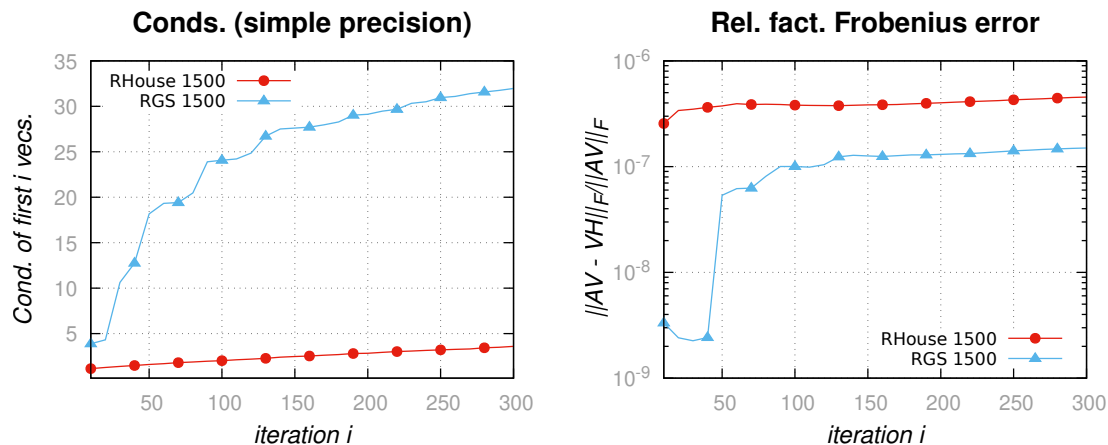 Conds. (simple precision)
Cond. of first i vecs.
35
30
25
20
15
10
5
RHouse 1500
RGS 1500
50
100
150
200
250
300
iteration i
Rel. fact. Frobenius error
||AV - VH||F/||AV||F
10-6
10-7
10-8
10-9
RHouse 1500
RGS 1500
50
100
150
200
250
300
iteration i